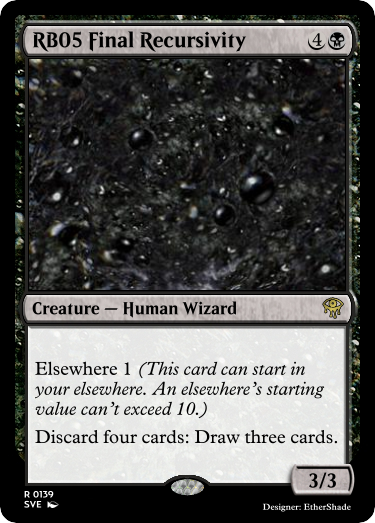 RB05 Final Recursivity 4
Creature — Human Wizard
Elsewhere 1 (This card can start in
your elsewhere. An elsewhere's starting
value can't exceed 10.)
Discard four cards: Draw three cards.
3/3
R 0139
SVE
Designer: EtherShade